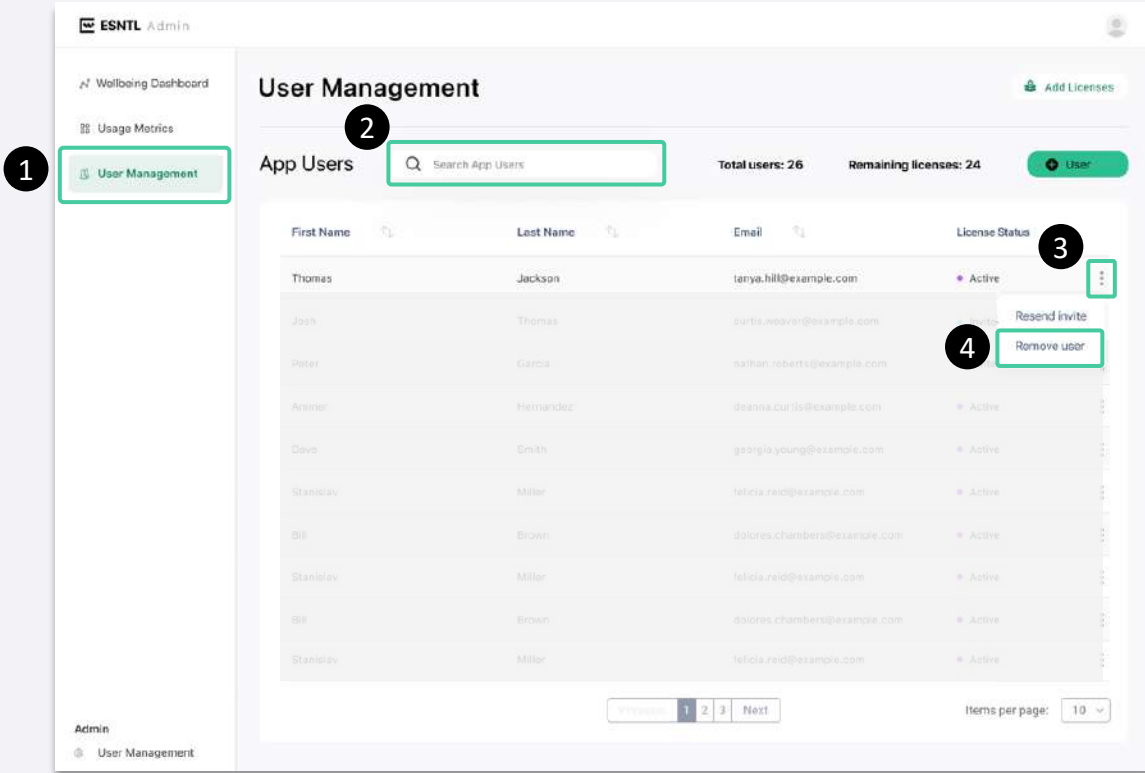 ESNTL Admin
Wellbeing Dashboard
Usage Metrics
1
User Management
User Management
Add Licenses
2
App Users
Search App Users
Total users: 26 Remaining licenses: 24
User
First Name Last Name Email License Status
3
Thomas Jackson tanya.hill@example.com Active
Resend invite
4
Remove user
Josh Thomas curtis.weaver@example.com
Peter Garcia nathan.roberts@example.com
Hernandez deanna.curtis@example.com Active
Dave Smith georgia.young@example.com Active
Stanislav Miller felicia.reid@example.com Active
Bill Brown dolores.chambers@example.com Active
Stanislav Miller felicia.reid@example.com Active
Bill Brown dolores.chambers@example.com Active
Stanislav Miller felicia.reid@example.com Active
Previous 1 2 3 Next
Items per page: 10
Admin
User Management